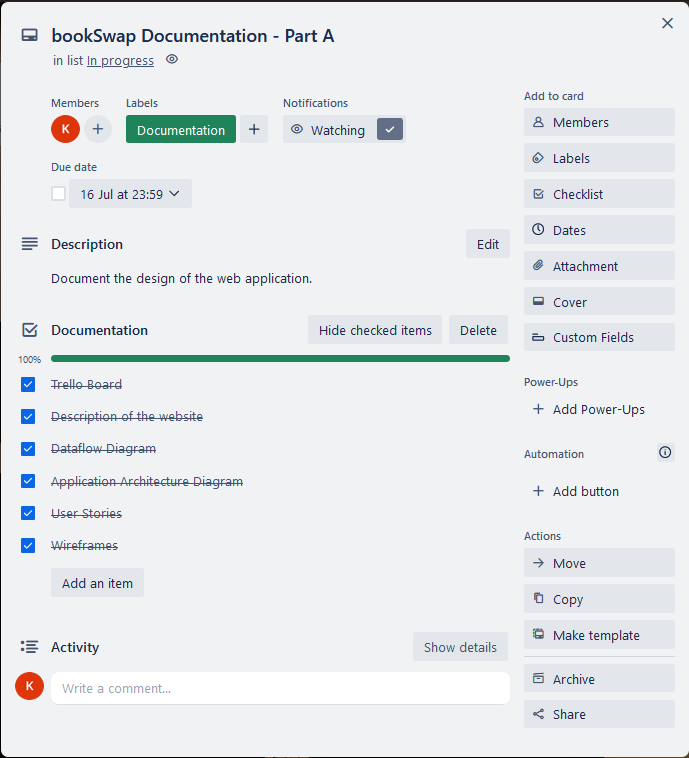 bookSwap Documentation - Part A
in list In progress
Members
Labels
Notifications
K
Documentation
Watching
Due date
16 Jul at 23:59
Description
Edit
Document the design of the web application.
Documentation
Hide checked items
Delete
100%
Trello Board
Description of the website
Dataflow Diagram
Application Architecture Diagram
User Stories
Wireframes
Add an item
Activity
Show details
K
Write a comment...
Add to card
Members
Labels
Checklist
Dates
Attachment
Cover
Custom Fields
Power-Ups
+ Add Power-Ups
Automation
+ Add button
Actions
Move
Copy
Make template
Archive
Share